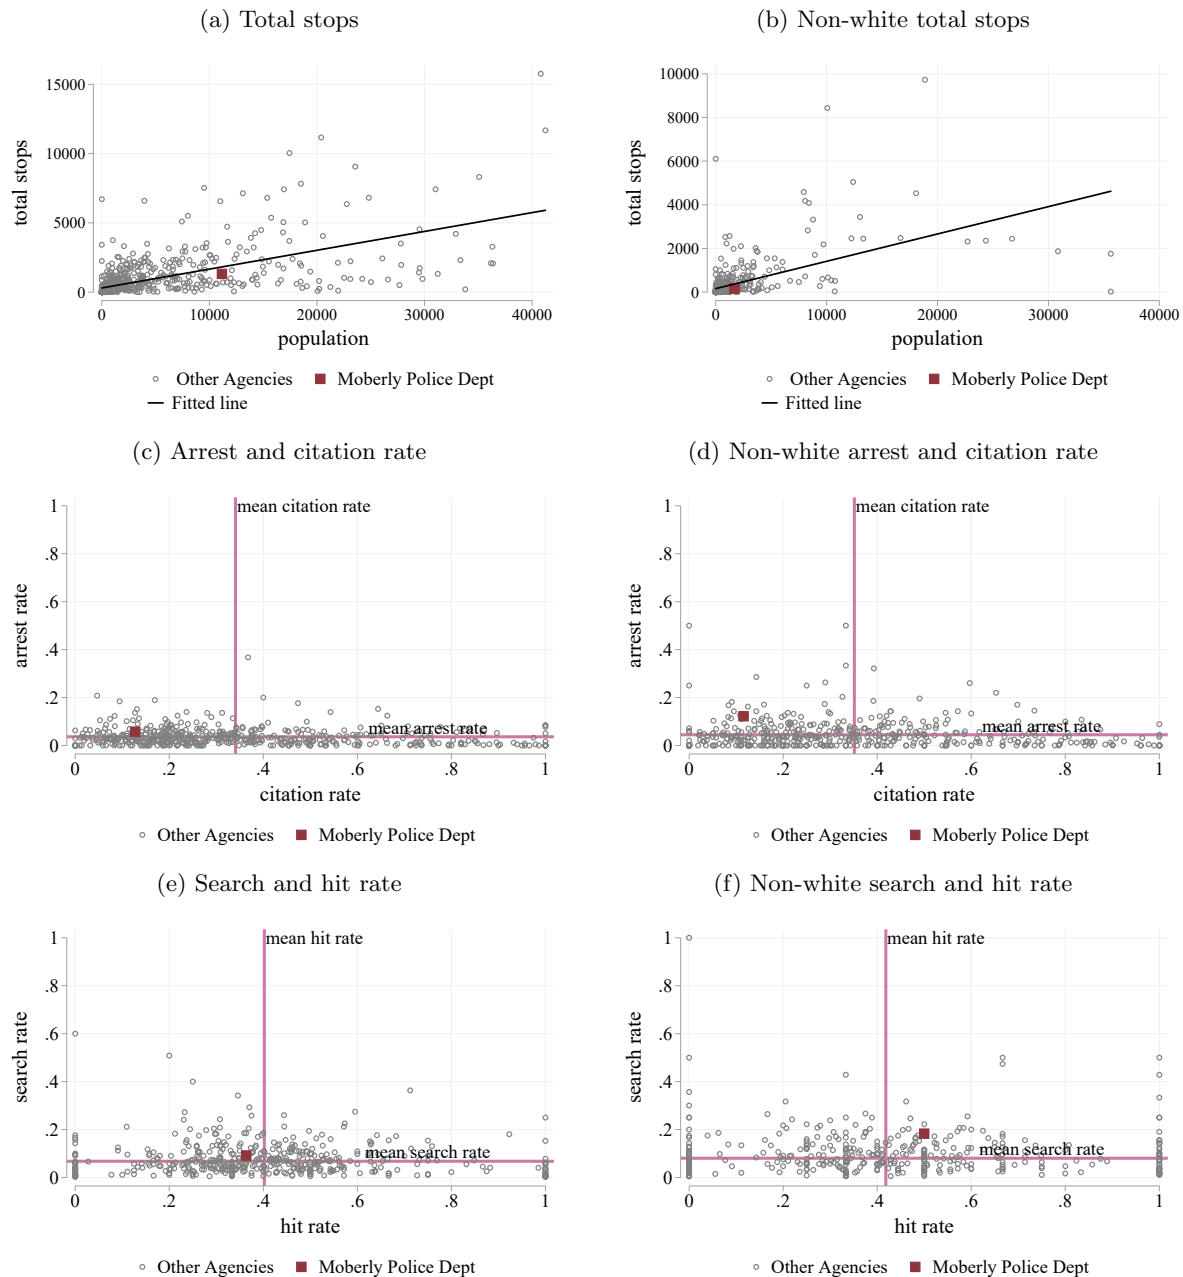 (a) Total stops
(b) Non-white total stops
total stops
15000
10000
5000
0
0 10000 20000 30000 40000
population
Other Agencies Moberly Police Dept
Fitted line
total stops
10000
8000
6000
4000
2000
0
0 10000 20000 30000 40000
population
Other Agencies Moberly Police Dept
Fitted line
(c) Arrest and citation rate
(d) Non-white arrest and citation rate
arrest rate
1
.8
.6
.4
.2
0
mean citation rate
mean arrest rate
0 .2 .4 .6 .8 1
citation rate
Other Agencies Moberly Police Dept
arrest rate
1
.8
.6
.4
.2
0
mean citation rate
mean arrest rate
0 .2 .4 .6 .8 1
citation rate
Other Agencies Moberly Police Dept
(e) Search and hit rate
(f) Non-white search and hit rate
search rate
1
.8
.6
.4
.2
0
mean hit rate
mean search rate
0 .2 .4 .6 .8 1
hit rate
Other Agencies Moberly Police Dept
search rate
1
.8
.6
.4
.2
0
mean hit rate
mean search rate
0 .2 .4 .6 .8 1
hit rate
Other Agencies Moberly Police Dept